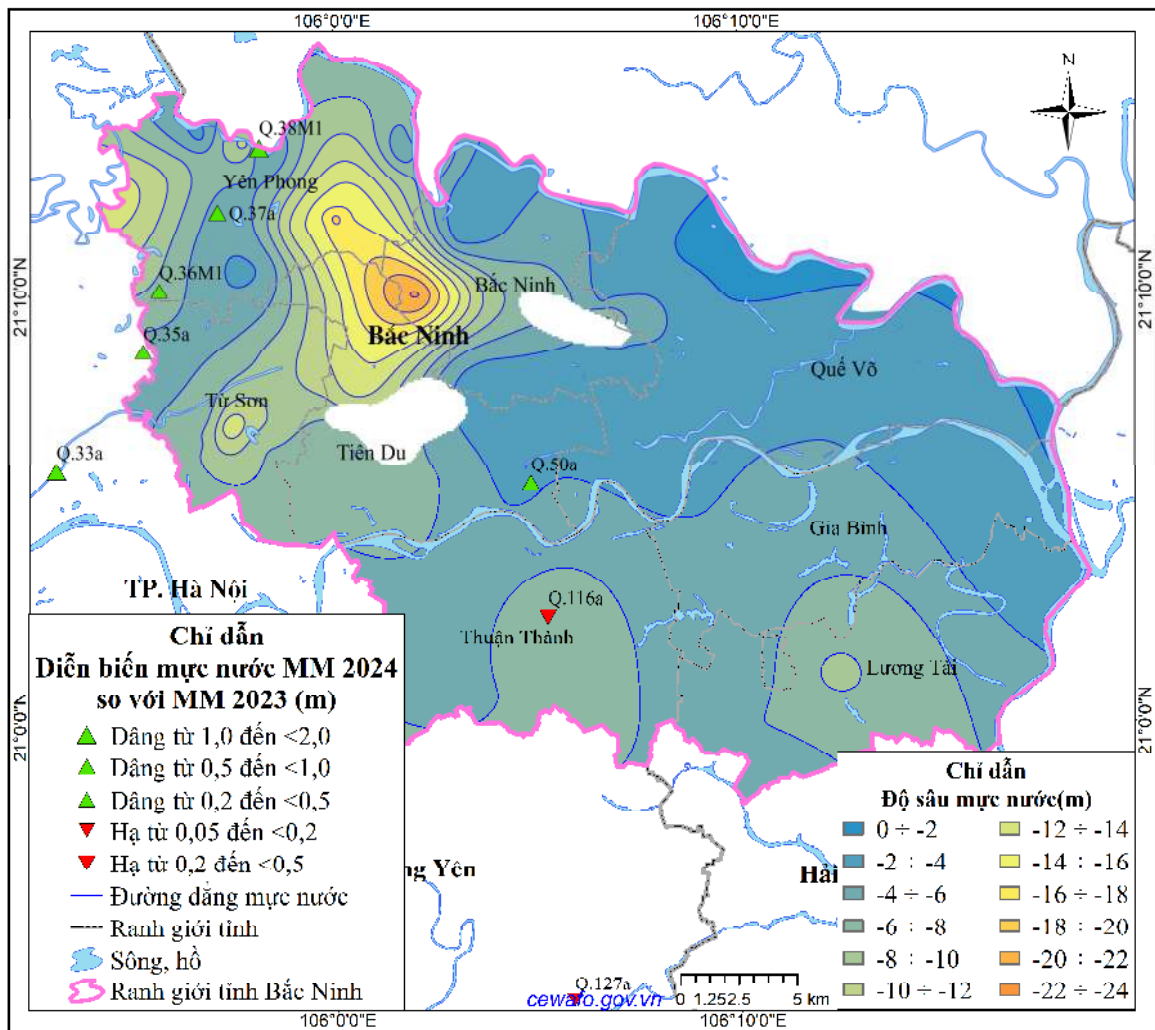 106°0'0"E
106°10'0"E
N
Q.38M1
Yên Phong
Q.37a
Q.36M1
21°10'0"N
21°10'0"N
Bắc Ninh
Q.35a
Bắc Ninh
Quế Võ
Từ Sơn
Tiên Du
Q.33a
Q.50a
Gia Bình
TP. Hà Nội
Q.116a
Thuận Thành
Lương Tài
21°0'0"N
21°0'0"N
Chỉ dẫn
Diễn biến mực nước MM 2024
so với MM 2023 (m)
Dâng từ 1,0 đến <2,0
Dâng từ 0,5 đến <1,0
Dâng từ 0,2 đến <0,5
Hạ từ 0,05 đến <0,2
Hạ từ 0,2 đến <0,5
Đường đẳng mực nước
Ranh giới tỉnh
Sông, hồ
Ranh giới tỉnh Bắc Ninh
ng Yên
Hải
Chỉ dẫn
Độ sâu mực nước(m)
0 ÷ -2
-2 ÷ -4
-4 ÷ -6
-6 ÷ -8
-8 ÷ -10
-10 ÷ -12
-12 ÷ -14
-14 ÷ -16
-16 ÷ -18
-18 ÷ -20
-20 ÷ -22
-22 ÷ -24
Q.127a
cewafo.gov.vn
0 1.252.5 5 km
106°0'0"E
106°10'0"E